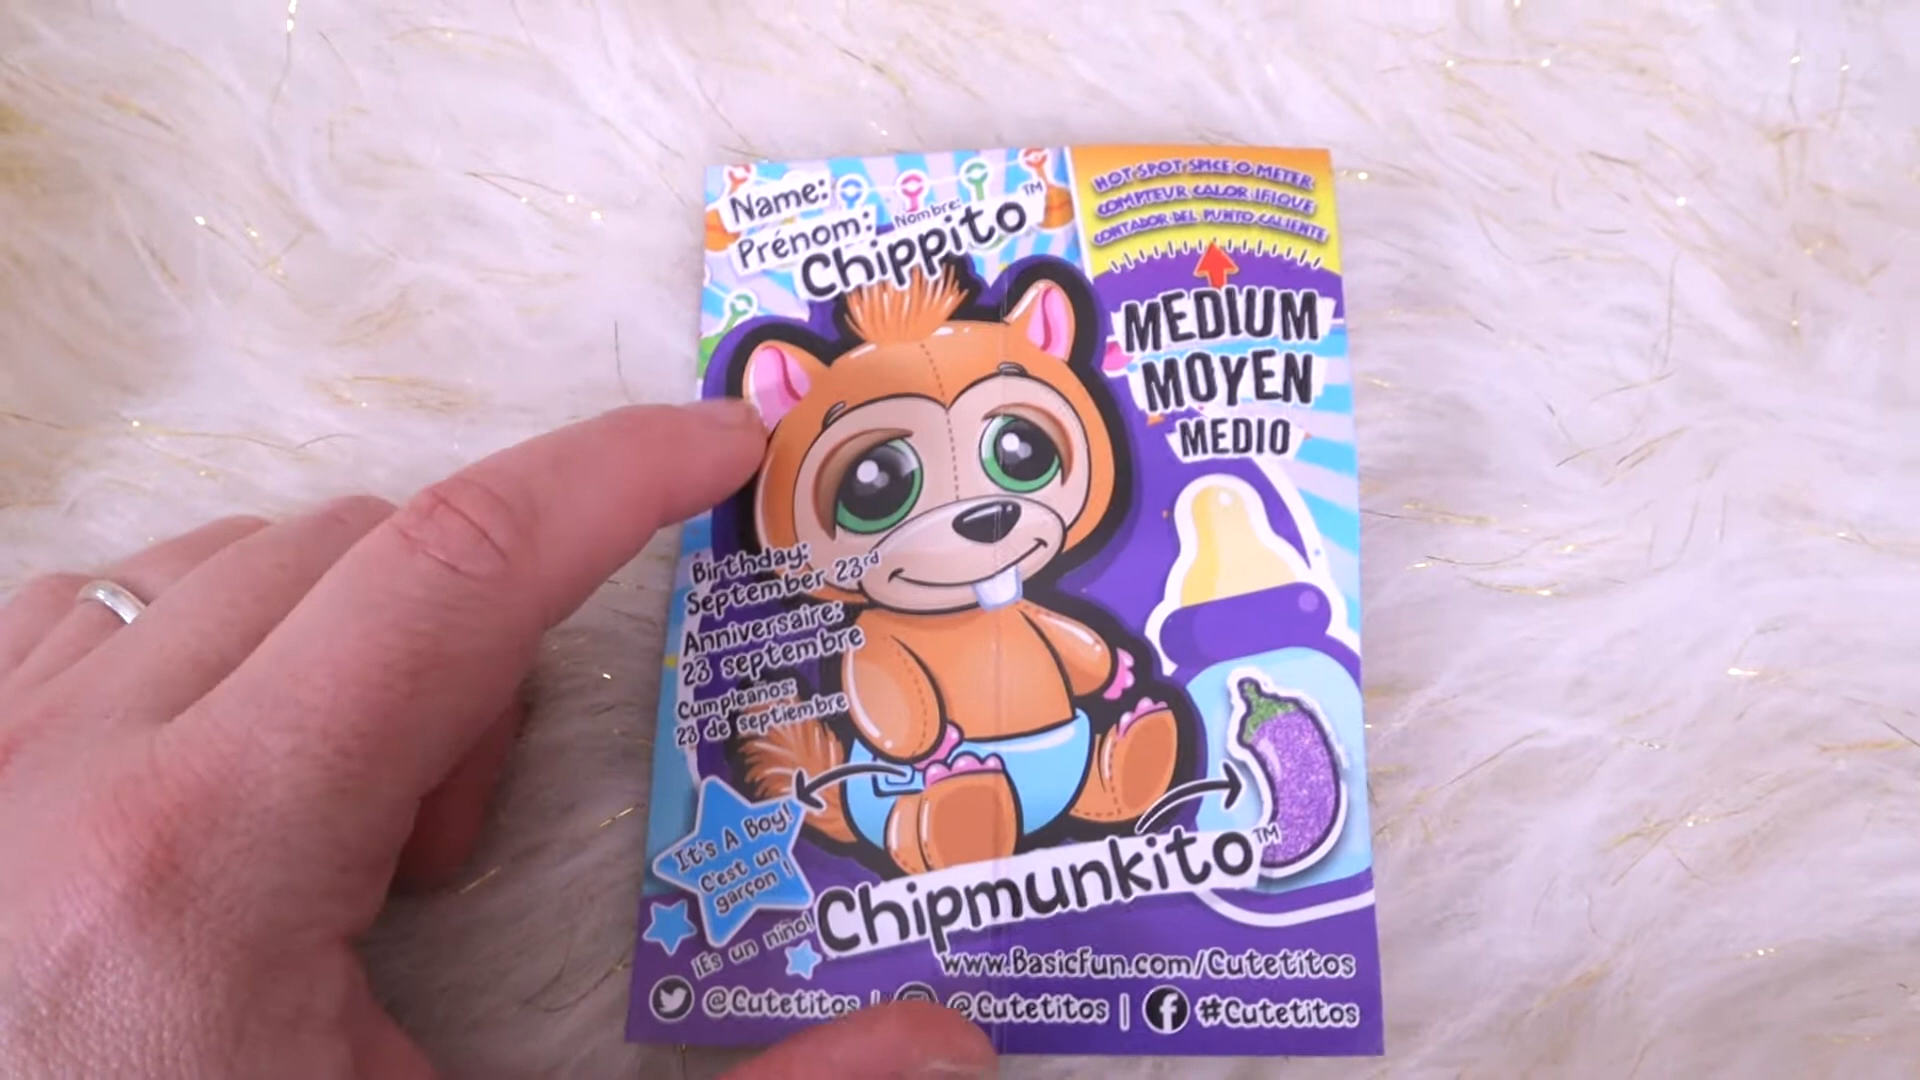 Name:
Prénom: Nombre:
Chippito™
HOT SPOT SPICE O METER
COMPTEUR CALOR IFIQUE
CONTADOR DEL PUNTO CALIENTE
MEDIUM
MOYEN
MEDIO
Birthday:
September 23rd
Anniversaire:
23 septembre
Cumpleaños:
23 de septiembre
It's A Boy!
C'est un
garçon !
¡Es un niño!
Chipmunkito™
www.BasicFun.com/Cutetitos
@Cutetitos | @Cutetitos | #Cutetitos